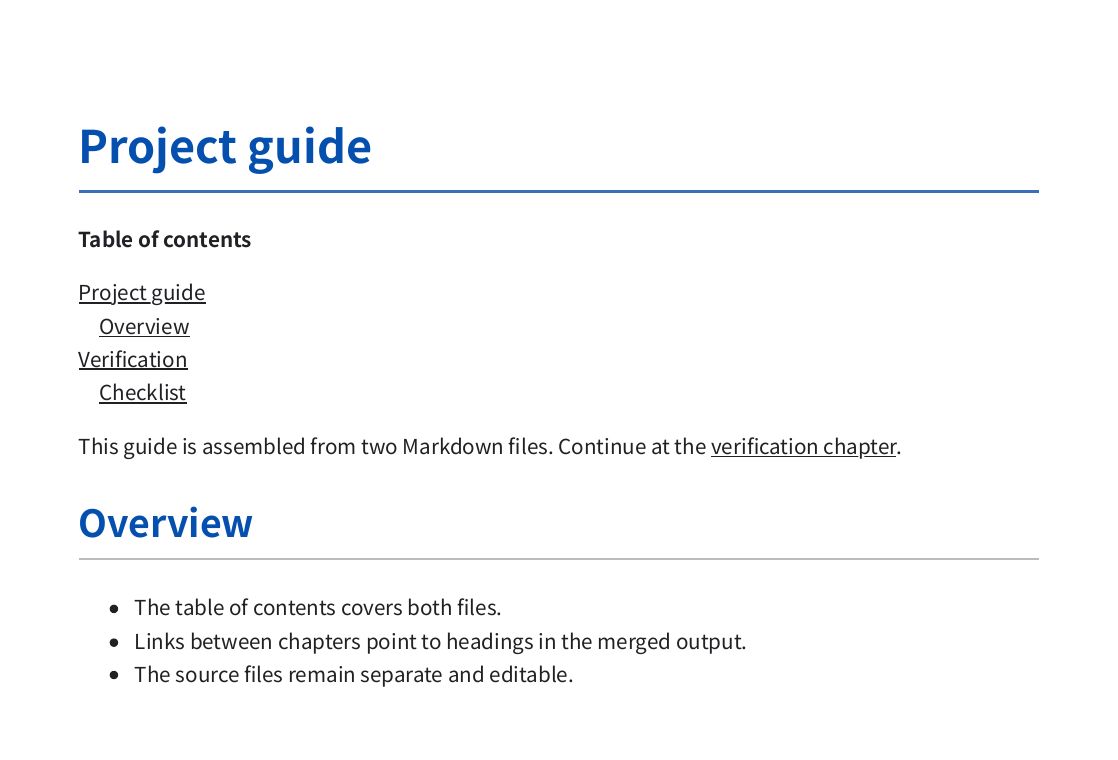 Project guide
Table of contents
Project guide
Overview
Verification
Checklist
This guide is assembled from two Markdown files. Continue at the verification chapter.
Overview
The table of contents covers both files.
Links between chapters point to headings in the merged output.
The source files remain separate and editable.